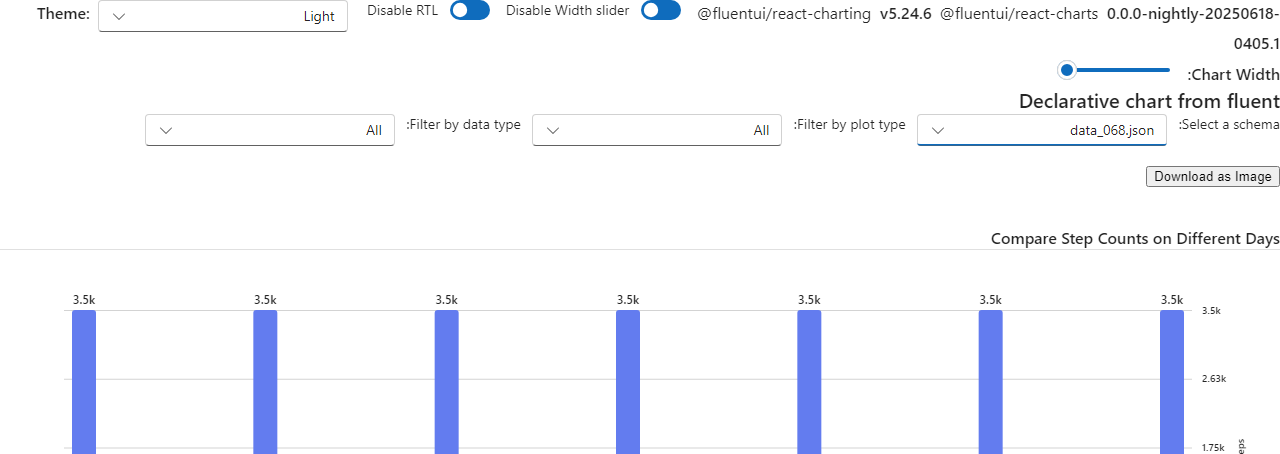 Theme: Light Disable RTL Disable Width slider @fluentui/react-charting v5.24.6 @fluentui/react-charts 0.0.0-nightly-20250618-
0405.1
:Chart Width
Declarative chart from fluent
:Select a schema data_068.json :Filter by plot type All :Filter by data type All
Download as Image
Compare Step Counts on Different Days
3.5k 3.5k 3.5k 3.5k 3.5k 3.5k 3.5k
3.5k
2.63k
1.75k